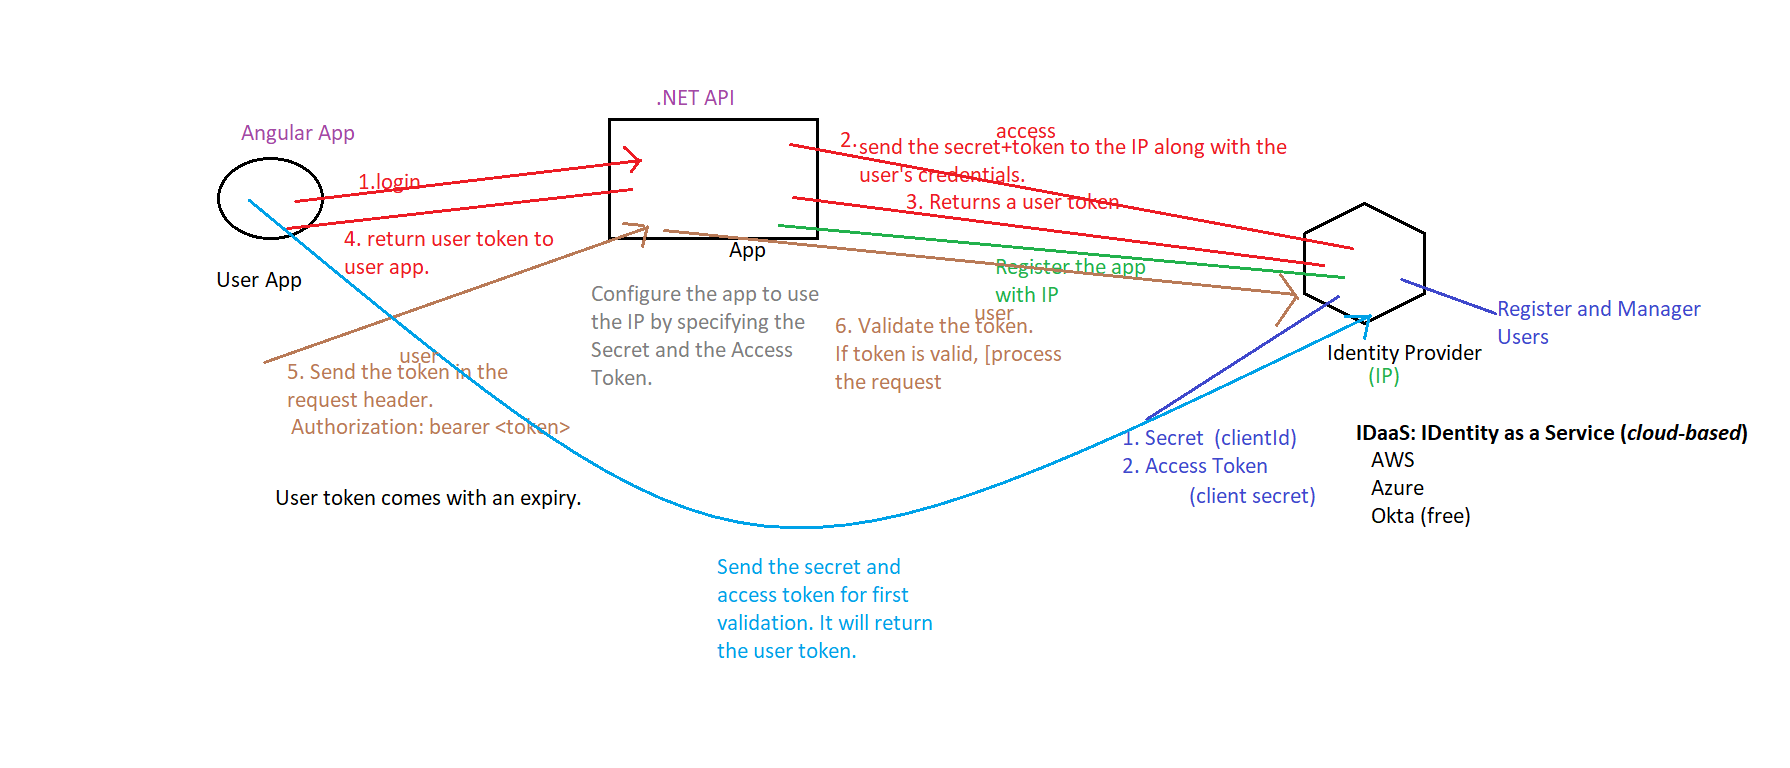 .NET API
Angular App
1.login
2.
access
send the secret+token to the IP along with the
user's credentials.
3. Returns a user token
4. return user token to
user app.
App
User App
Register the app
with IP
Configure the app to use
the IP by specifying the
Secret and the Access
Token.
user
6. Validate the token.
If token is valid, [process
the request
Register and Manager
Users
Identity Provider
(IP)
user
5. Send the token in the
request header.
Authorization: bearer <token>
1. Secret (clientId)
2. Access Token
(client secret)
IDaaS: IDentity as a Service (cloud-based)
AWS
Azure
Okta (free)
User token comes with an expiry.
Send the secret and
access token for first
validation. It will return
the user token.